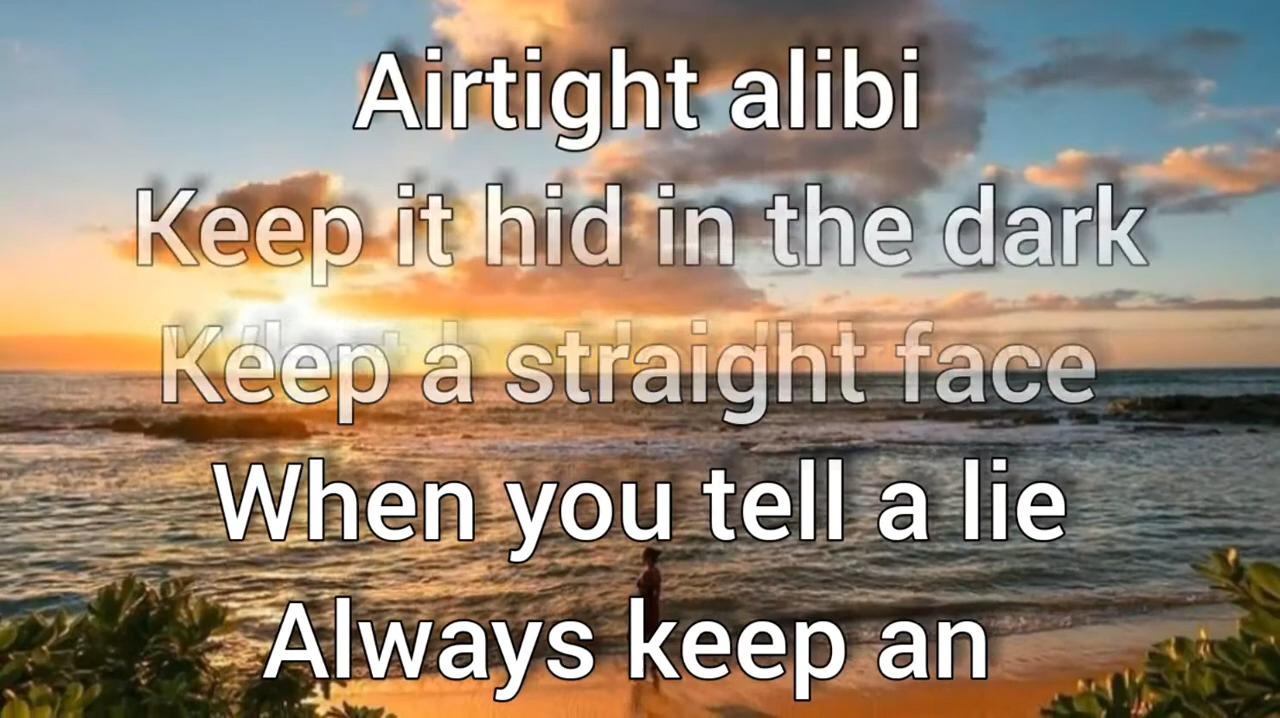 Airtight alibi
Keep it hid in the dark
Keep a straight face
When you tell a lie
Always keep an